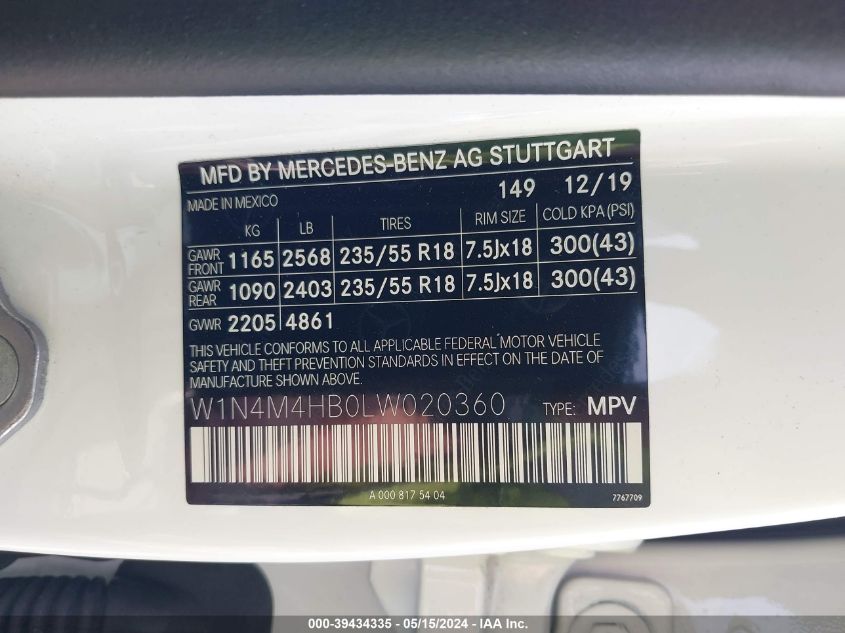 MFD BY MERCEDES-BENZ AG STUTTGART
MADE IN MEXICO 149 12/19
KG LB TIRES RIM SIZE COLD KPA (PSI)
GAWR FRONT 1165 2568 235/55 R18 7.5Jx18 300(43)
GAWR REAR 1090 2403 235/55 R18 7.5Jx18 300(43)
GVWR 2205 4861
THIS VEHICLE CONFORMS TO ALL APPLICABLE FEDERAL MOTOR VEHICLE
SAFETY AND THEFT PREVENTION STANDARDS IN EFFECT ON THE DATE OF
MANUFACTURE SHOWN ABOVE.
W1N4M4HB0LW020360 TYPE: MPV
A 000 817 54 04 7767709
000-39434335 - 05/15/2024 - IAA Inc.